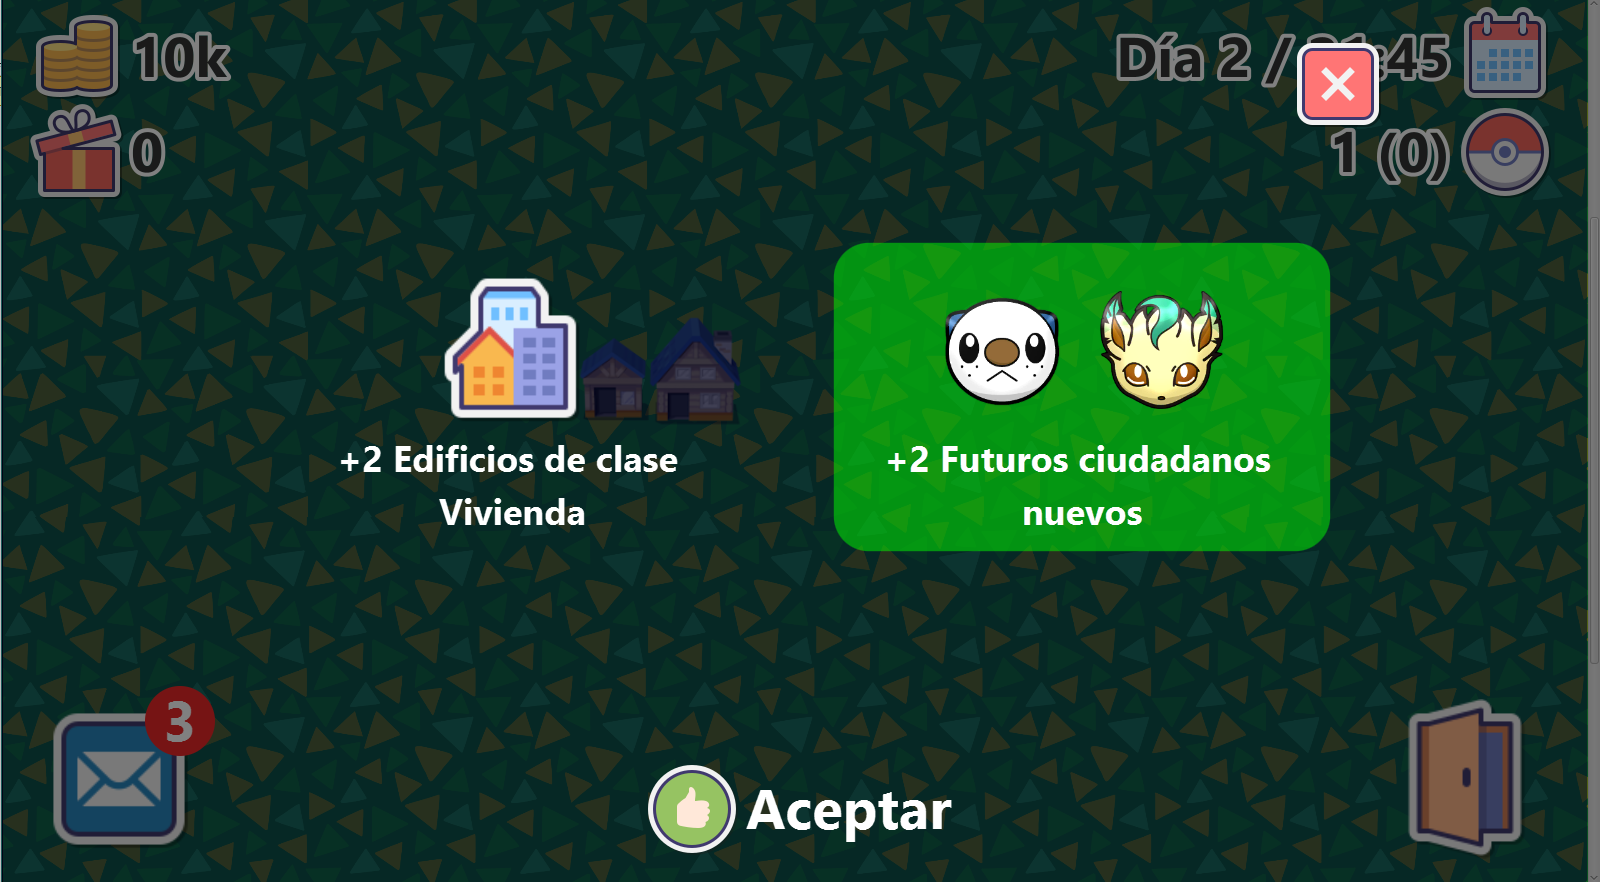 10k
Día 2 / :45
0
1 (0)
+2 Edificios de clase
Vivienda
+2 Futuros ciudadanos
nuevos
3
Aceptar